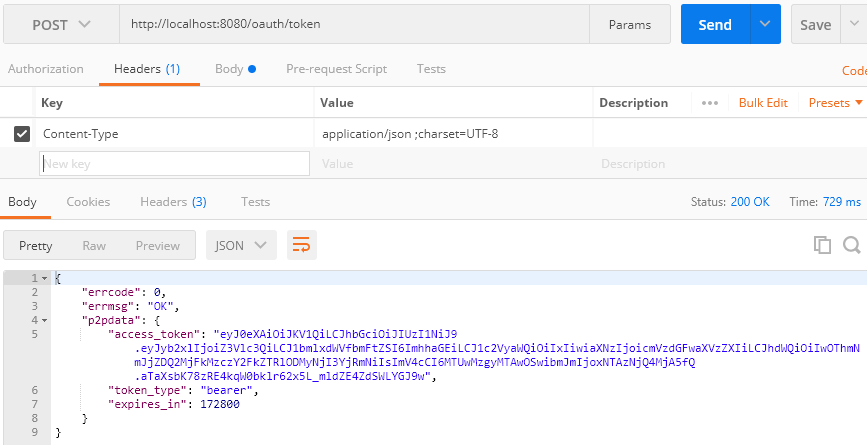 POST http://localhost:8080/oauth/token Params Send Save
Authorization Headers (1) Body Pre-request Script Tests Code
Key Value Description ••• Bulk Edit Presets
Content-Type application/json ;charset=UTF-8
New key Value Description
Body Cookies Headers (3) Tests Status: 200 OK Time: 729 ms
Pretty Raw Preview JSON
1 {
2 "errcode": 0,
3 "errmsg": "OK",
4 "p2pdata": {
5 "access_token": "eyJ0eXAiOiJKV1QiLCJhbGciOiJIUzI1NiJ9
.eyJyb2xlIjoiZ3Vlc3QiLCJ1bmlxdWVfbmFtZSI6ImhhaGEiLCJ1c2VyaWQiOiIxIiwiaXNzIjoicmVzdGFwaXVzZXIiLCJhdWQiOiIwOThmN
mJjZDQ2MjFkMzczY2FkZTRlODMyNjI3YjRmNiIsImV4cCI6MTUwMzgyMTAwOSwibmJmIjoxNTAzNjQ4MjA5fQ
.aTaXsbK78zRE4kqW0bklr62x5L_mldZE4ZdSWLYGJ9w",
6 "token_type": "bearer",
7 "expires_in": 172800
8 }
9 }